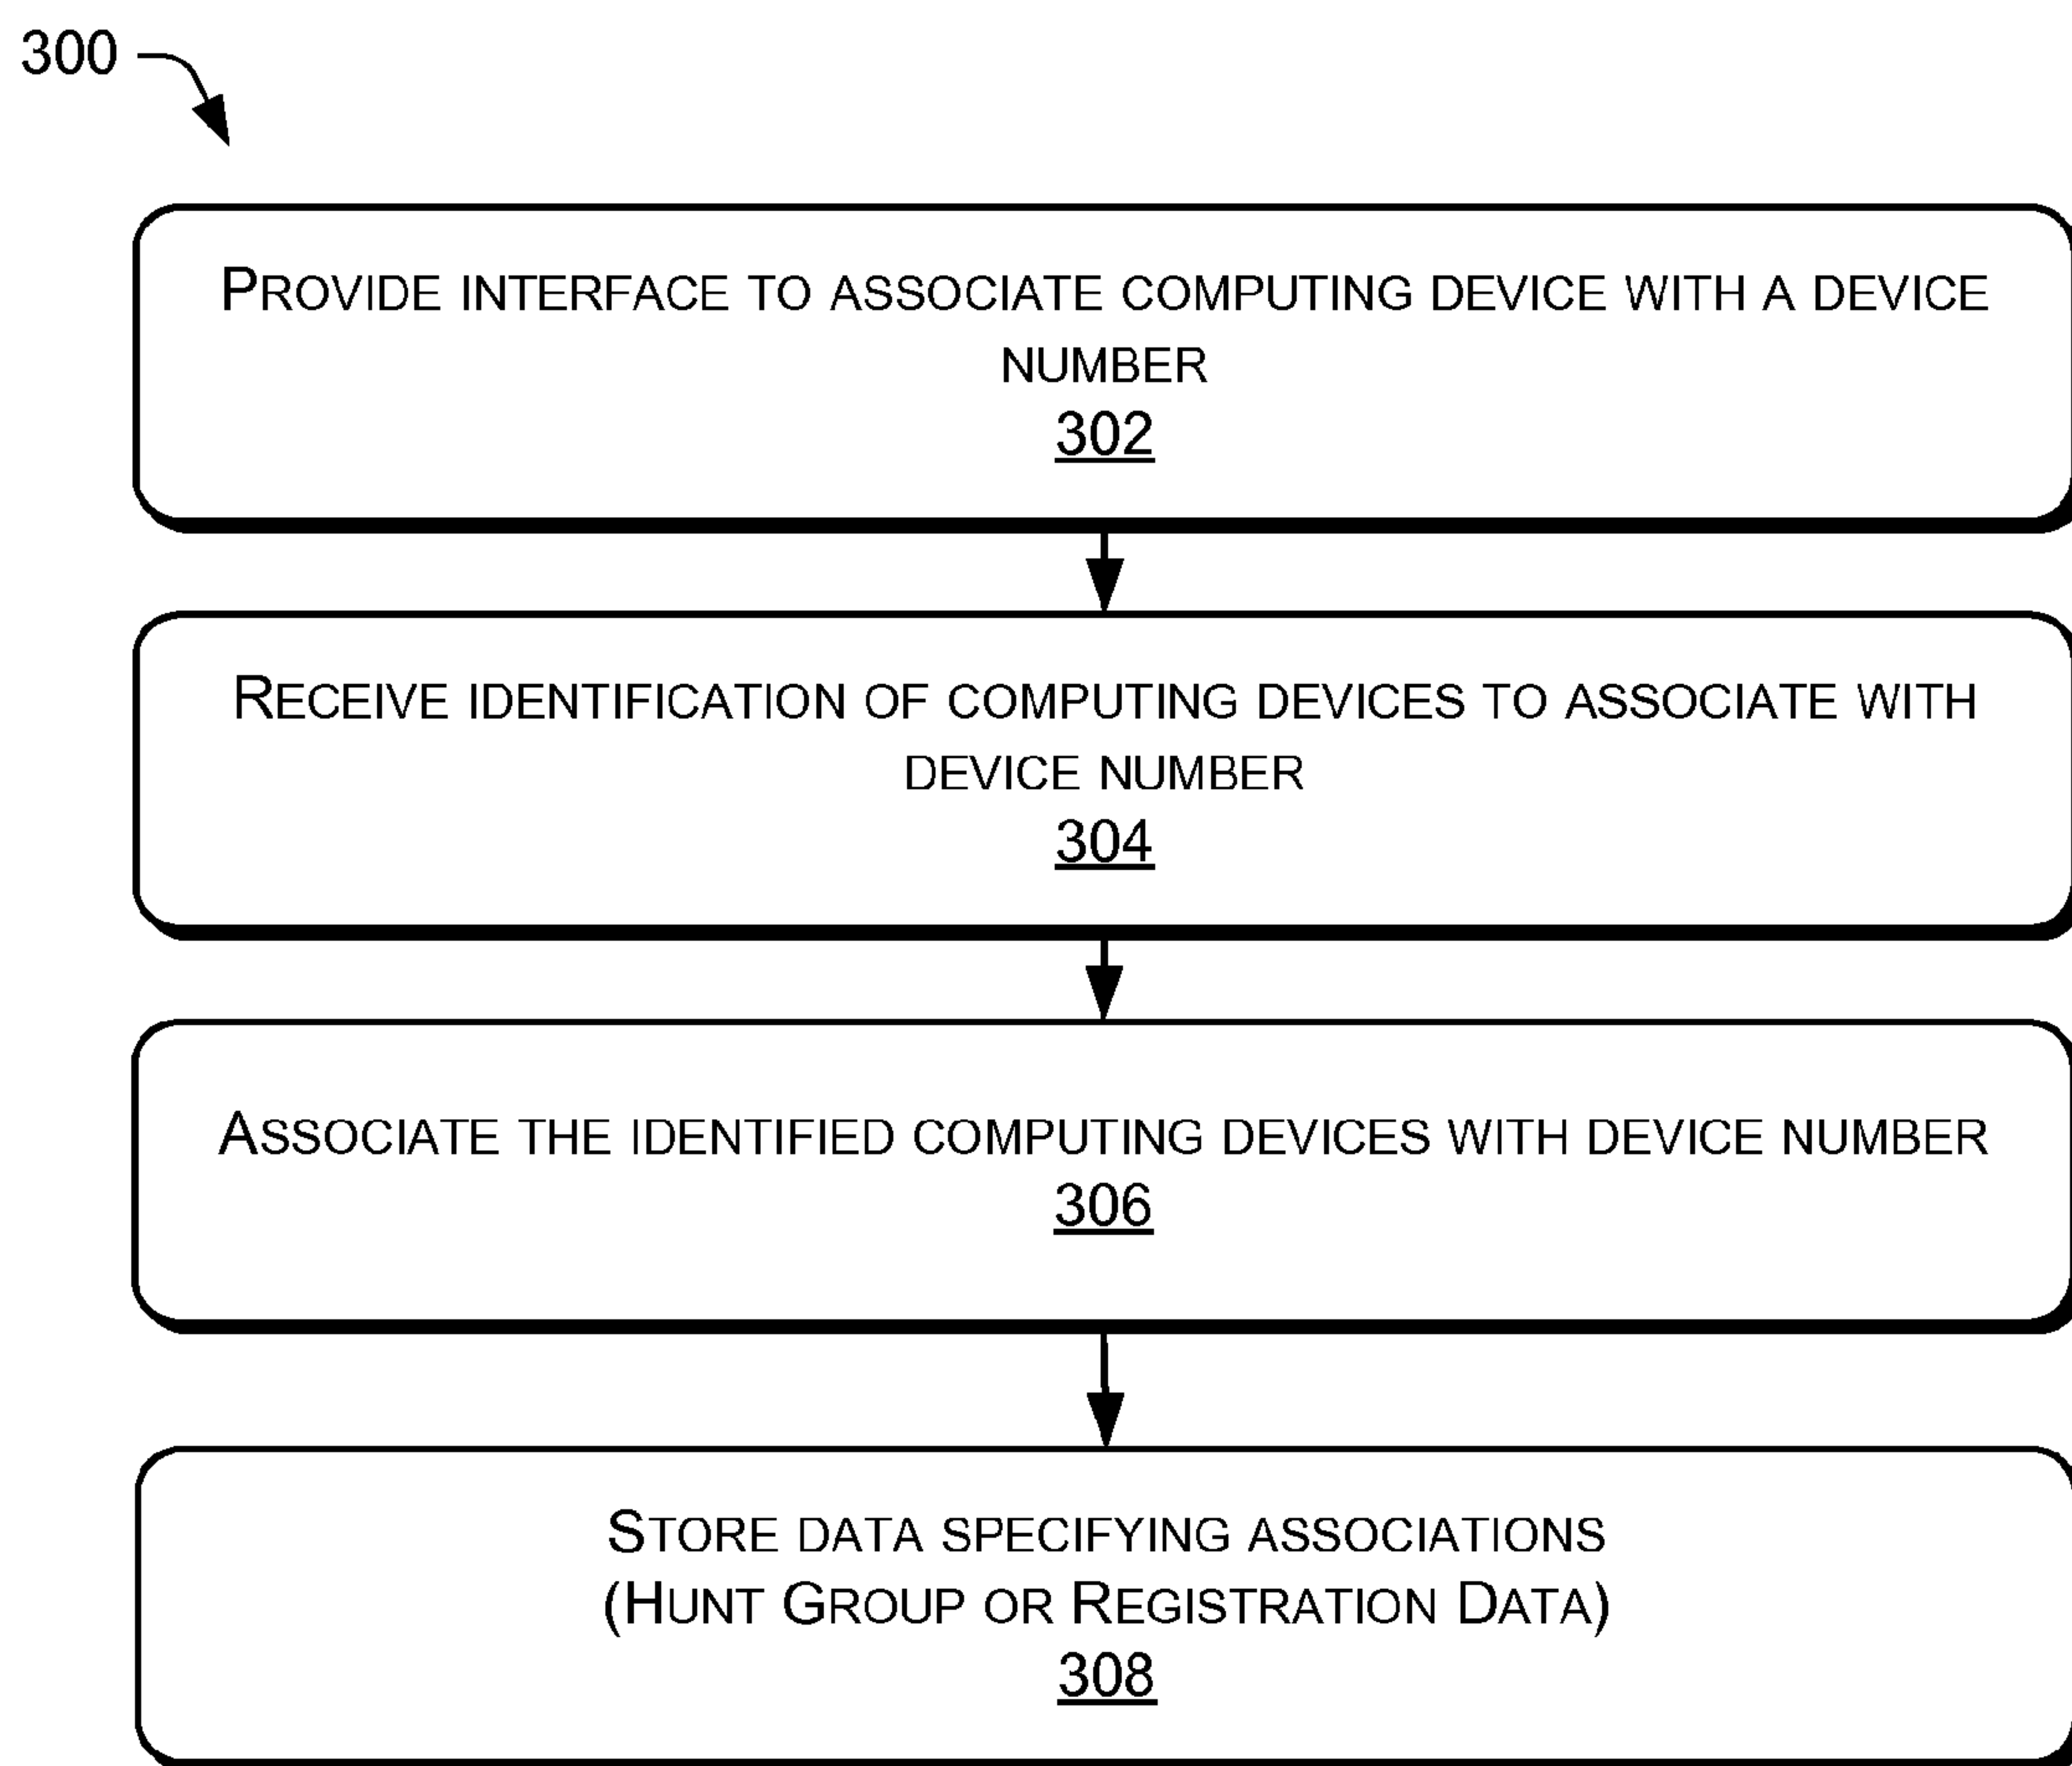 300
PROVIDE INTERFACE TO ASSOCIATE COMPUTING DEVICE WITH A DEVICE
NUMBER
302
RECEIVE IDENTIFICATION OF COMPUTING DEVICES TO ASSOCIATE WITH
DEVICE NUMBER
304
ASSOCIATE THE IDENTIFIED COMPUTING DEVICES WITH DEVICE NUMBER
306
STORE DATA SPECIFYING ASSOCIATIONS
(HUNT GROUP OR REGISTRATION DATA)
308